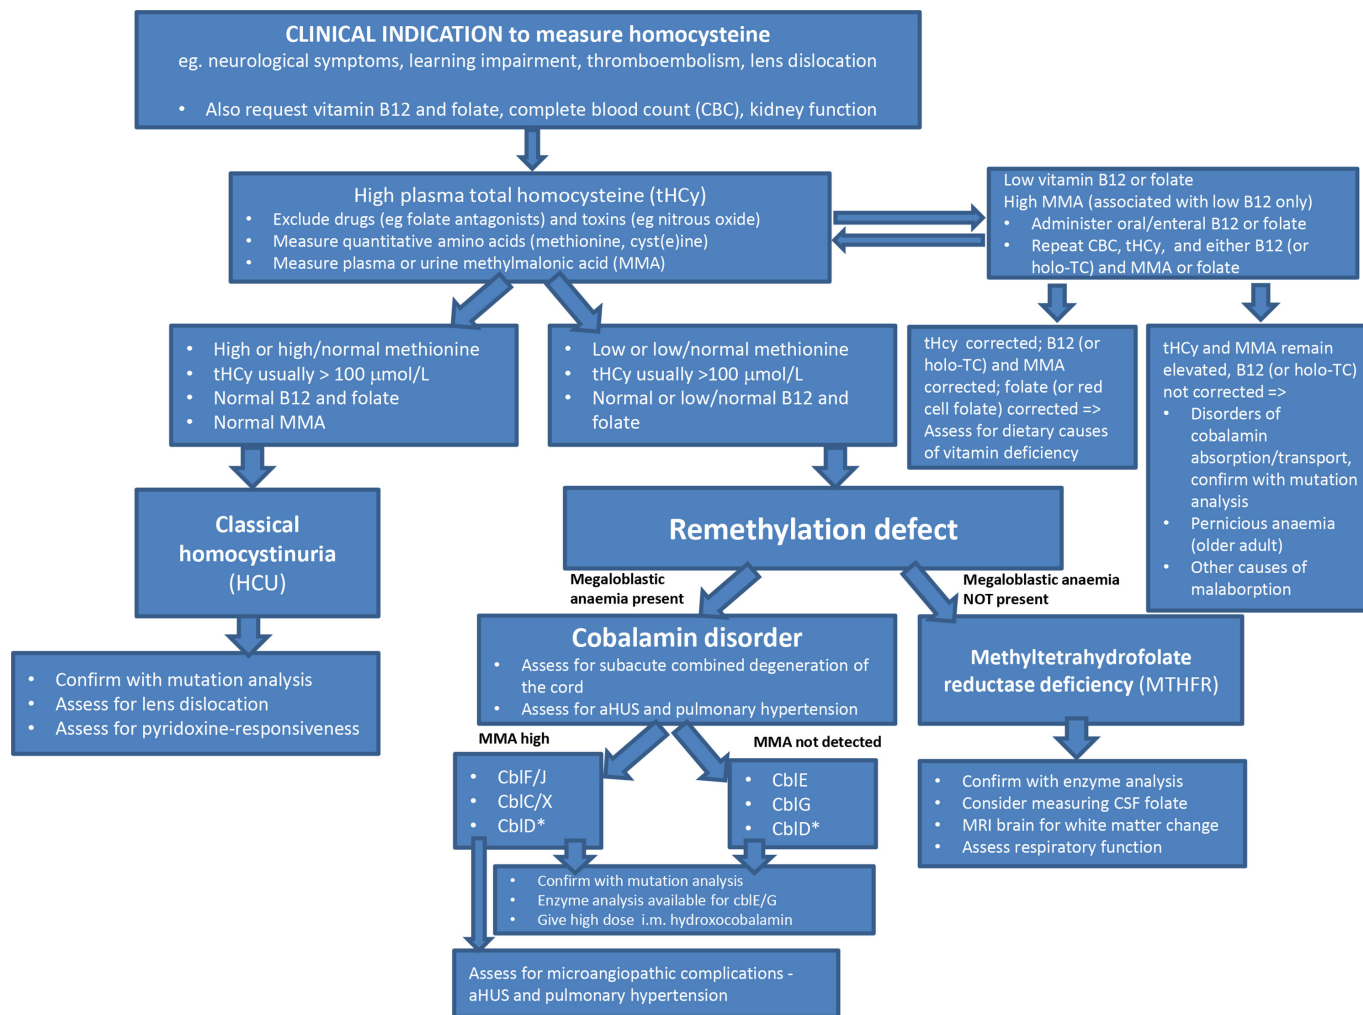 CLINICAL INDICATION to measure homocysteine
eg. neurological symptoms, learning impairment, thromboembolism, lens dislocation
• Also request vitamin B12 and folate, complete blood count (CBC), kidney function
High plasma total homocysteine (tHCy)
• Exclude drugs (eg folate antagonists) and toxins (eg nitrous oxide)
• Measure quantitative amino acids (methionine, cyst(e)ine)
• Measure plasma or urine methylmalonic acid (MMA)
Low vitamin B12 or folate
High MMA (associated with low B12 only)
• Administer oral/enteral B12 or folate
• Repeat CBC, tHCy, and either B12 (or
holo-TC) and MMA or folate
• High or high/normal methionine
• tHCy usually > 100 μmol/L
• Normal B12 and folate
• Normal MMA
• Low or low/normal methionine
• tHCy usually >100 μmol/L
• Normal or low/normal B12 and
folate
tHcy corrected; B12 (or
holo-TC) and MMA
corrected; folate (or red
cell folate) corrected =>
Assess for dietary causes
of vitamin deficiency
tHCy and MMA remain
elevated, B12 (or holo-TC)
not corrected =>
• Disorders of
cobalamin
absorption/transport,
confirm with mutation
analysis
• Pernicious anaemia
(older adult)
• Other causes of
malaborption
Classical
homocystinuria
(HCU)
Remethylation defect
Megaloblastic
anaemia present
Megaloblastic anaemia
NOT present
• Confirm with mutation analysis
• Assess for lens dislocation
• Assess for pyridoxine-responsiveness
Cobalamin disorder
• Assess for subacute combined degeneration of
the cord
• Assess for aHUS and pulmonary hypertension
Methyltetrahydrofolate
reductase deficiency (MTHFR)
MMA high
MMA not detected
• CblF/J
• CblC/X
• CblD*
• CblE
• CblG
• CblD*
• Confirm with enzyme analysis
• Consider measuring CSF folate
• MRI brain for white matter change
• Assess respiratory function
• Confirm with mutation analysis
• Enzyme analysis available for cblE/G
• Give high dose i.m. hydroxocobalamin
Assess for microangiopathic complications -
aHUS and pulmonary hypertension